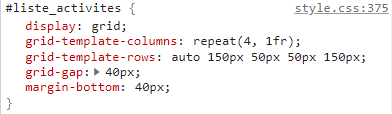 #liste_activites { style.css:375
display: grid;
grid-template-columns: repeat(4, 1fr);
grid-template-rows: auto 150px 50px 50px 150px;
grid-gap: ▶ 40px;
margin-bottom: 40px;
}